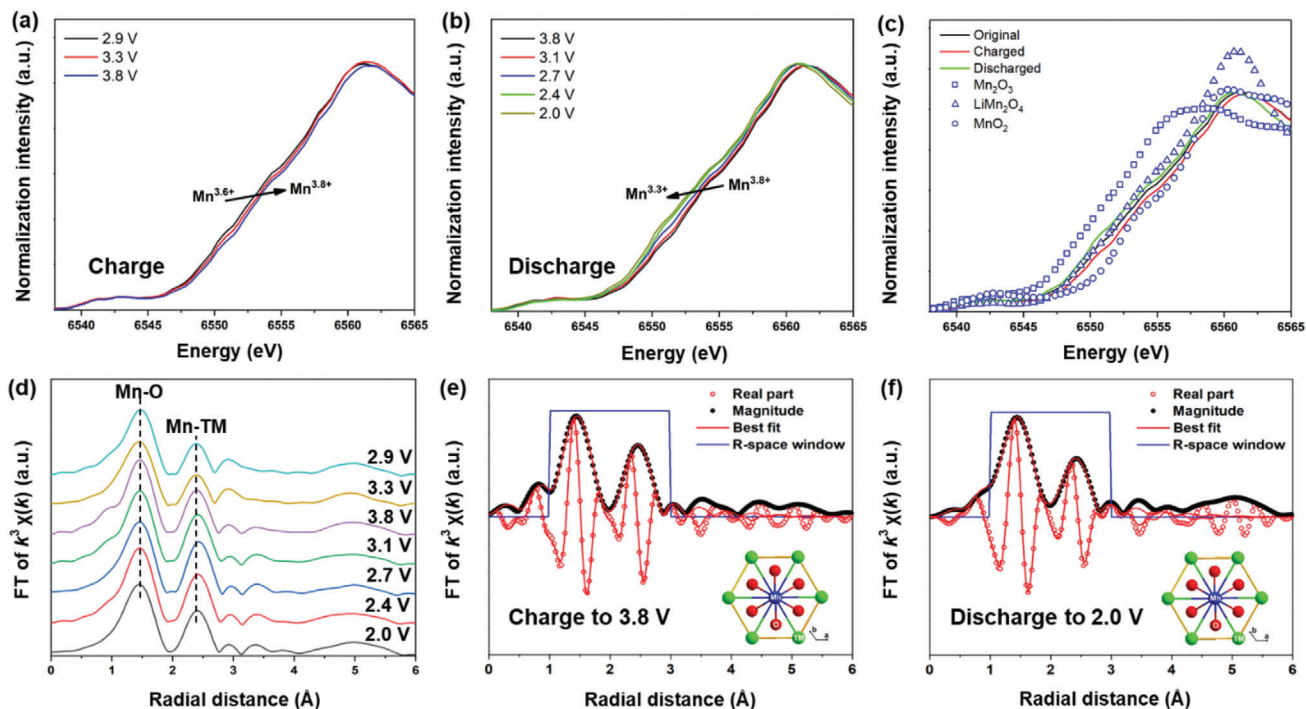 (a)
2.9 V
3.3 V
3.8 V
Mn3.6+
Mn3.8+
Charge
Normalization intensity (a.u.)
6540 6545 6550 6555 6560 6565
Energy (eV)
(b)
3.8 V
3.1 V
2.7 V
2.4 V
2.0 V
Mn3.3+
Mn3.8+
Discharge
Normalization intensity (a.u.)
6540 6545 6550 6555 6560 6565
Energy (eV)
(c)
Original
Charged
Discharged
Mn2O3
LiMn2O4
MnO2
Normalization intensity (a.u.)
6540 6545 6550 6555 6560 6565
Energy (eV)
(d)
Mn-O
Mn-TM
2.9 V
3.3 V
3.8 V
3.1 V
2.7 V
2.4 V
2.0 V
FT of k3 χ(k) (a.u.)
0 1 2 3 4 5 6
Radial distance (Å)
(e)
Real part
Magnitude
Best fit
R-space window
Mn
O
TM
b
a
Charge to 3.8 V
FT of k3 χ(k) (a.u.)
0 1 2 3 4 5 6
Radial distance (Å)
(f)
Real part
Magnitude
Best fit
R-space window
Mn
O
TM
b
a
Discharge to 2.0 V
FT of k3 χ(k) (a.u.)
0 1 2 3 4 5 6
Radial distance (Å)